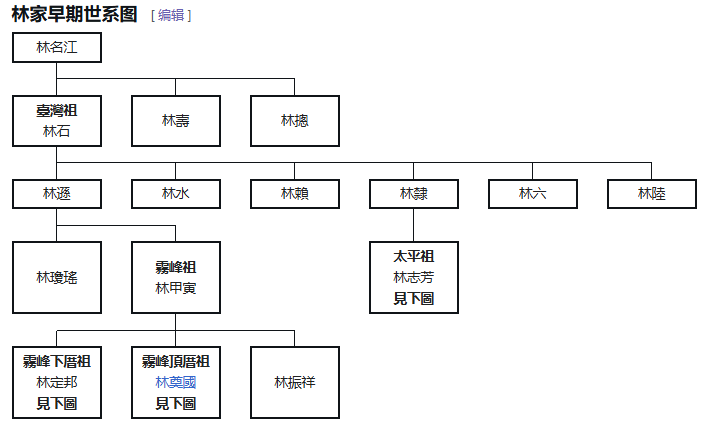 林家早期世系图 [ 编辑 ]
林名江
臺灣祖
林石
林壽
林摠
林遜
林水
林賴
林隸
林六
林陸
林瓊瑤
霧峰祖
林甲寅
太平祖
林志芳
見下圖
霧峰下厝祖
林定邦
見下圖
霧峰頂厝祖
林奠國
見下圖
林振祥